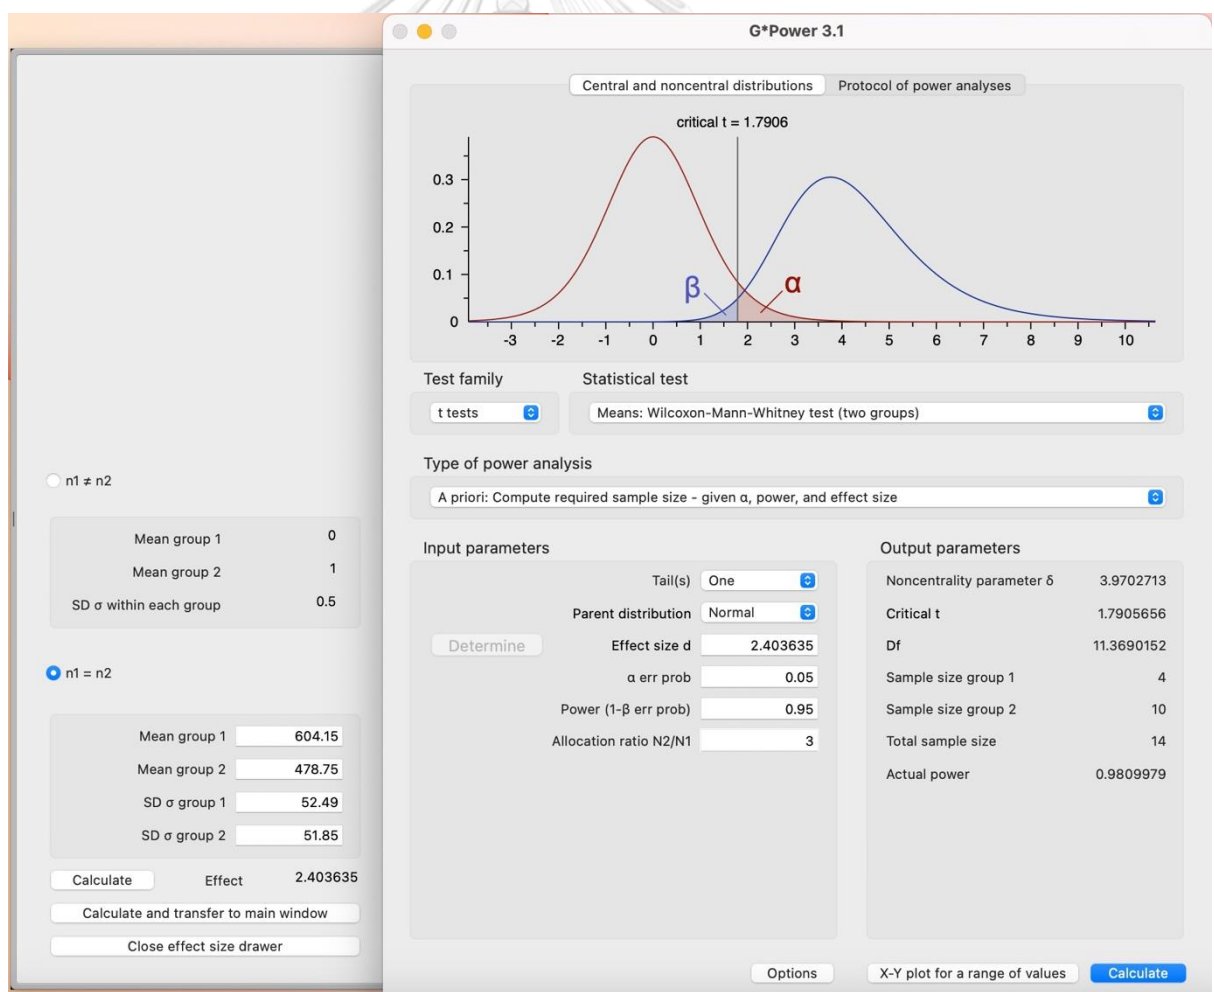 G*Power 3.1
Central and noncentral distributions Protocol of power analyses
critical t = 1.7906
0.3
0.2
0.1
0
β
α
-3 -2 -1 0 1 2 3 4 5 6 7 8 9 10
Test family Statistical test
t tests Means: Wilcoxon-Mann-Whitney test (two groups)
Type of power analysis
A priori: Compute required sample size - given α, power, and effect size
Input parameters
Tail(s) One
Parent distribution Normal
Determine Effect size d 2.403635
α err prob 0.05
Power (1-β err prob) 0.95
Allocation ratio N2/N1 3
Output parameters
Noncentrality parameter δ 3.9702713
Critical t 1.7905656
Df 11.3690152
Sample size group 1 4
Sample size group 2 10
Total sample size 14
Actual power 0.9809979
Options X-Y plot for a range of values Calculate
n1 ≠ n2
Mean group 1 0
Mean group 2 1
SD σ within each group 0.5
n1 = n2
Mean group 1 604.15
Mean group 2 478.75
SD σ group 1 52.49
SD σ group 2 51.85
Calculate Effect 2.403635
Calculate and transfer to main window
Close effect size drawer